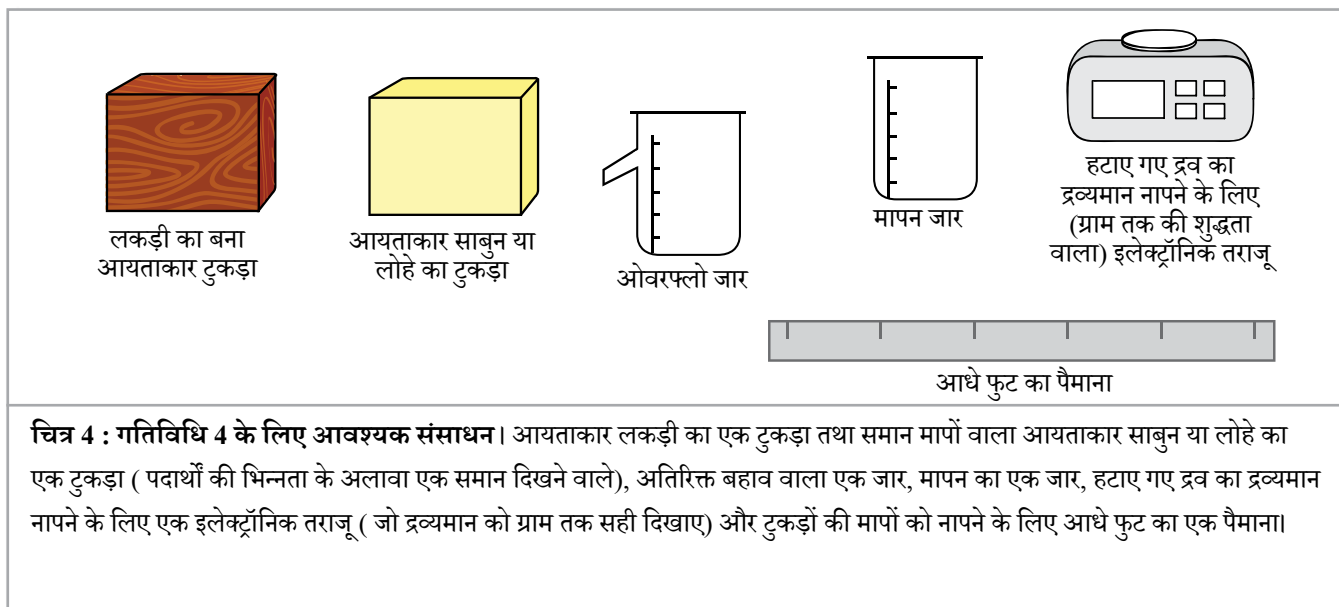 लकड़ी का बना
आयताकार टुकड़ा
आयताकार साबुन या
लोहे का टुकड़ा
ओवरफ्लो जार
मापन जार
हटाए गए द्रव का
द्रव्यमान नापने के लिए
(ग्राम तक की शुद्धता
वाला) इलेक्ट्रॉनिक तराजू
आधे फुट का पैमाना
चित्र 4 : गतिविधि 4 के लिए आवश्यक संसाधन। आयताकार लकड़ी का एक टुकड़ा तथा समान मापों वाला आयताकार साबुन या लोहे का
एक टुकड़ा ( पदार्थों की भिन्नता के अलावा एक समान दिखने वाले), अतिरिक्त बहाव वाला एक जार, मापन का एक जार, हटाए गए द्रव का द्रव्यमान
नापने के लिए एक इलेक्ट्रॉनिक तराजू ( जो द्रव्यमान को ग्राम तक सही दिखाए) और टुकड़ों की मापों को नापने के लिए आधे फुट का एक पैमाना।